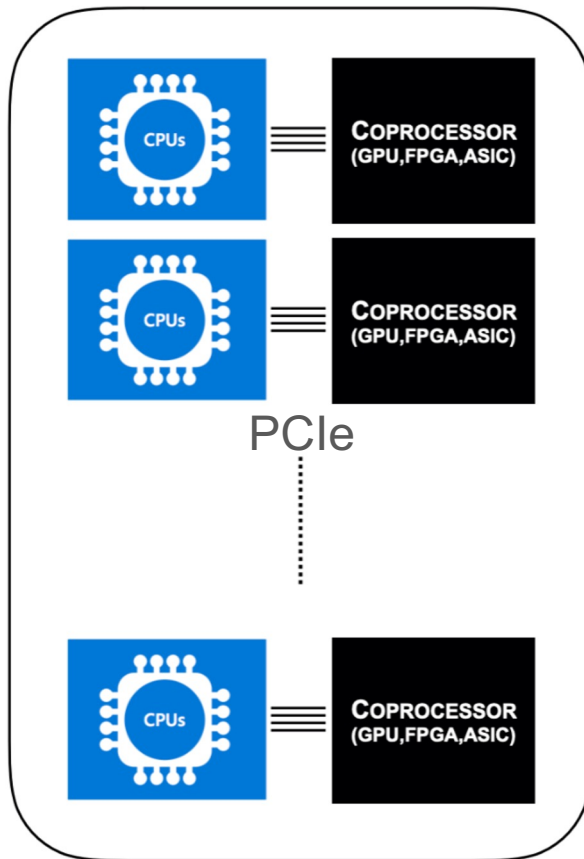 CPUs
COPROCESSOR
(GPU,FPGA,ASIC)
CPUs
COPROCESSOR
(GPU,FPGA,ASIC)
PCIe
CPUs
COPROCESSOR
(GPU,FPGA,ASIC)